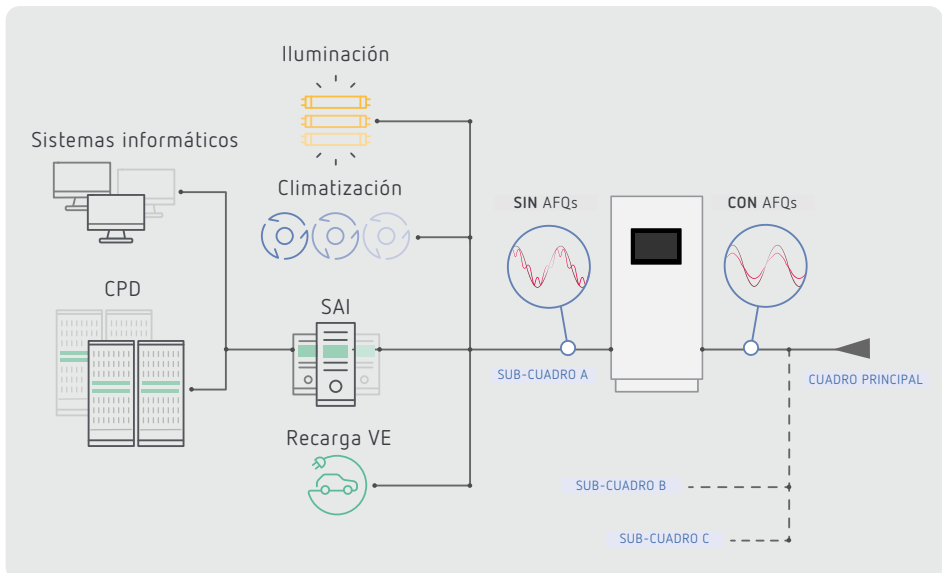 Iluminación
Sistemas informáticos
Climatización
SIN AFQs
CON AFQs
CPD
SAI
SUB-CUADRO A
CUADRO PRINCIPAL
Recarga VE
SUB-CUADRO B
SUB-CUADRO C